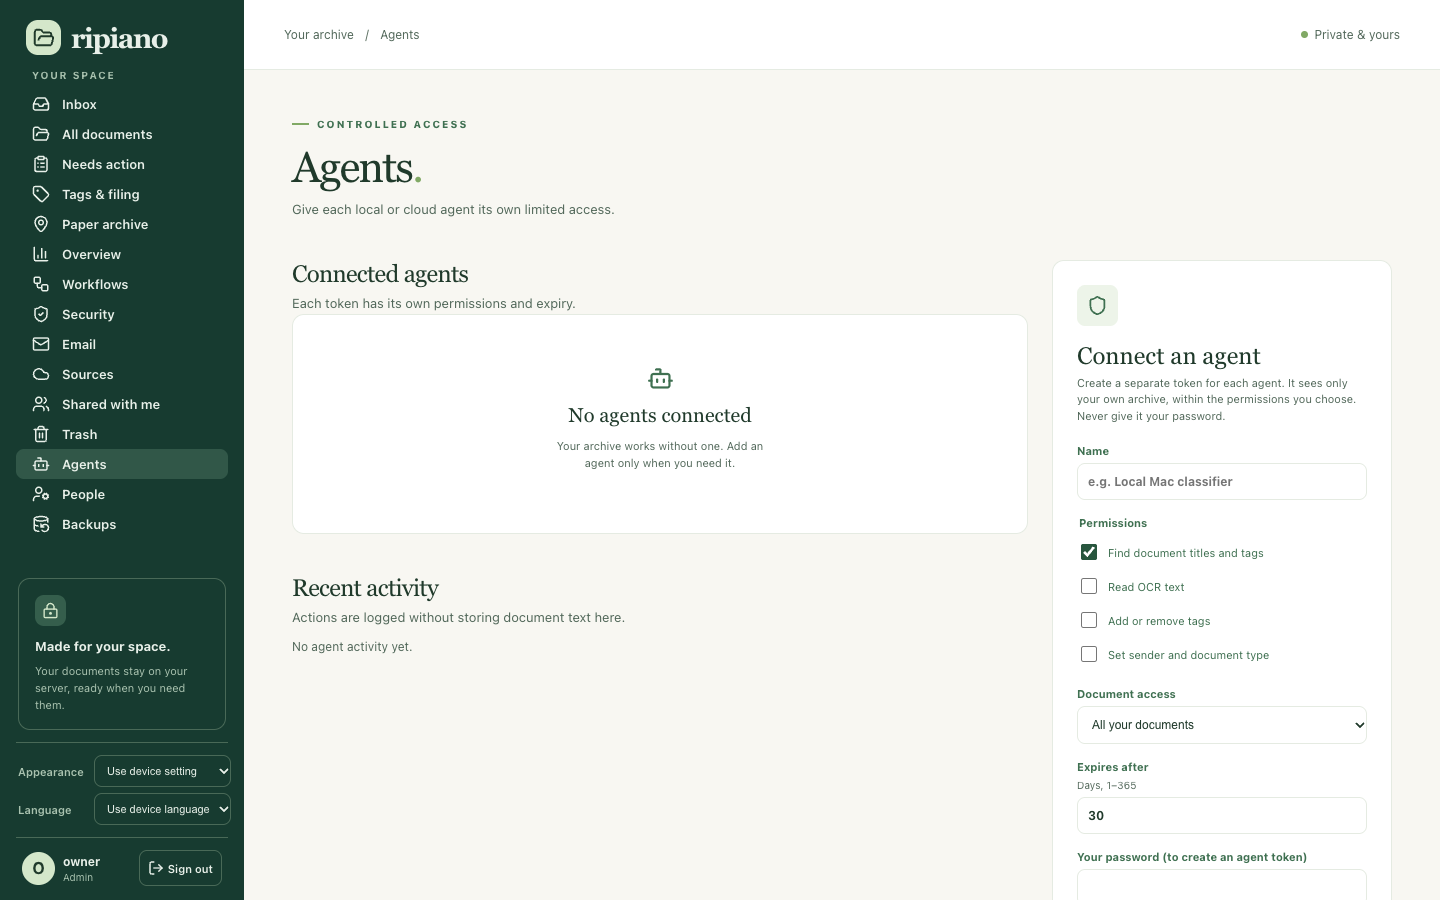 ripiano
YOUR SPACE
Inbox
All documents
Needs action
Tags & filing
Paper archive
Overview
Workflows
Security
Email
Sources
Shared with me
Trash
Agents
People
Backups
Made for your space.
Your documents stay on your
server, ready when you need
them.
Appearance
Use device setting
Language
Use device language
O
owner
Admin
Sign out
Your archive / Agents
Private & yours
CONTROLLED ACCESS
Agents.
Give each local or cloud agent its own limited access.
Connected agents
Each token has its own permissions and expiry.
No agents connected
Your archive works without one. Add an
agent only when you need it.
Recent activity
Actions are logged without storing document text here.
No agent activity yet.
Connect an agent
Create a separate token for each agent. It sees only
your own archive, within the permissions you choose.
Never give it your password.
Name
e.g. Local Mac classifier
Permissions
Find document titles and tags
Read OCR text
Add or remove tags
Set sender and document type
Document access
All your documents
Expires after
Days, 1–365
30
Your password (to create an agent token)